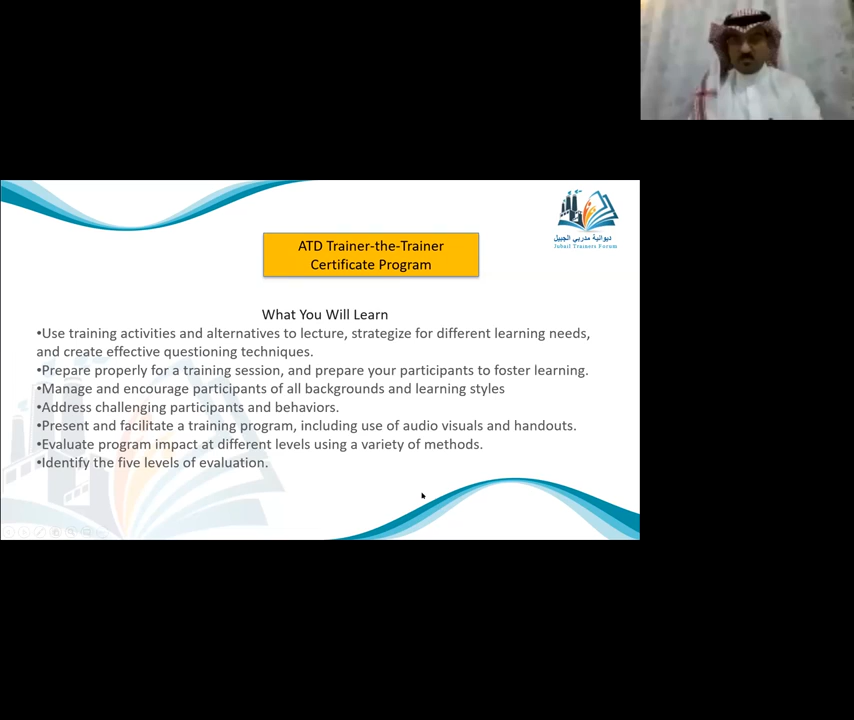 ديوانية مدربي الجبيل
Jubail Trainers Forum
ATD Trainer-the-Trainer
Certificate Program
What You Will Learn
•Use training activities and alternatives to lecture, strategize for different learning needs,
and create effective questioning techniques.
•Prepare properly for a training session, and prepare your participants to foster learning.
•Manage and encourage participants of all backgrounds and learning styles
•Address challenging participants and behaviors.
•Present and facilitate a training program, including use of audio visuals and handouts.
•Evaluate program impact at different levels using a variety of methods.
•Identify the five levels of evaluation.